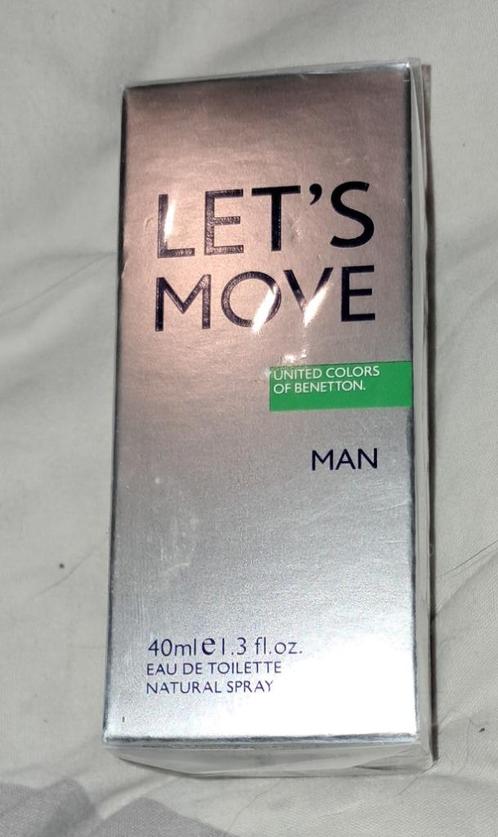 LET'S
MOVE
UNITED COLORS
OF BENETTON.
MAN
40ml e 1.3 fl.oz.
EAU DE TOILETTE
NATURAL SPRAY